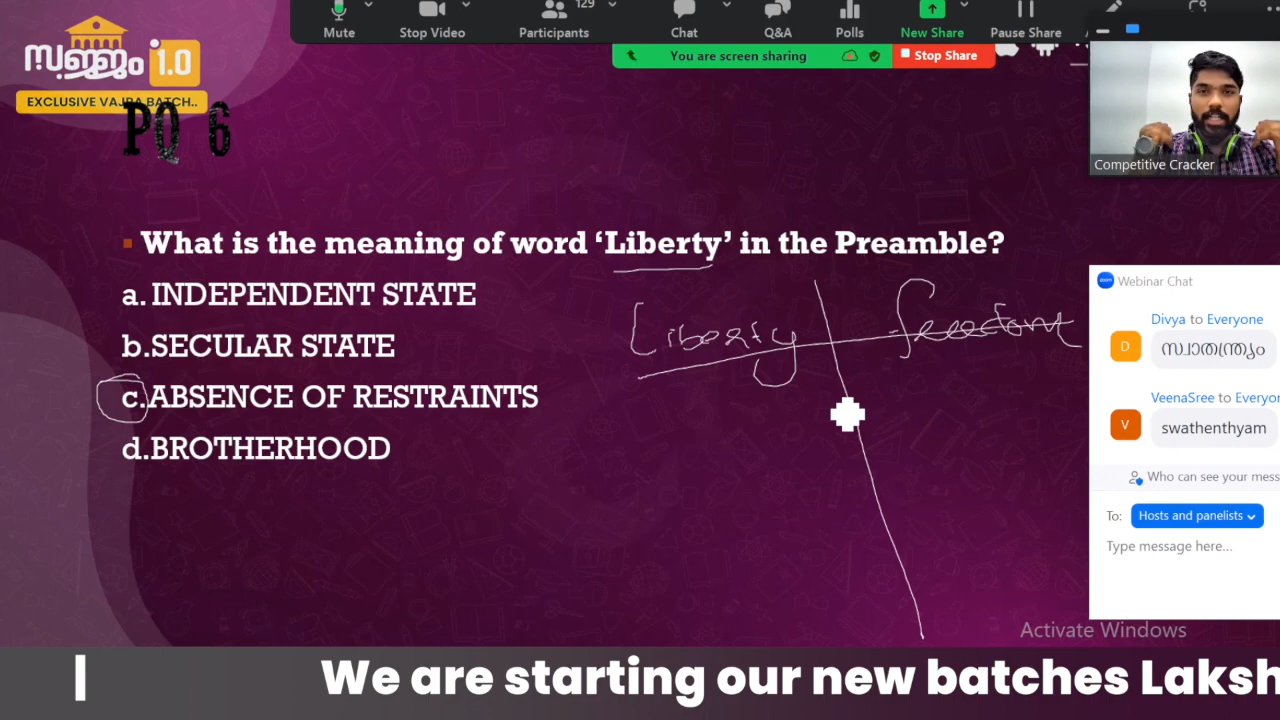 129
Mute
Stop Video
Participants
Chat
Q&A
Polls
New Share
Pause Share
You are screen sharing
Stop Share
1.0
EXCLUSIVE VAJRA BATCH..
PQ 6
Competitive Cracker
What is the meaning of word ‘Liberty’ in the Preamble?
a. INDEPENDENT STATE
b.SECULAR STATE
c.ABSENCE OF RESTRAINTS
d.BROTHERHOOD
Liberty freedom
Webinar Chat
Divya to Everyone
D
സ്വാതന്ത്ര്യം
VeenaSree to Everyon
V
swathenthyam
Who can see your mess
To: Hosts and panelists
Type message here...
Activate Windows
We are starting our new batches Laksh